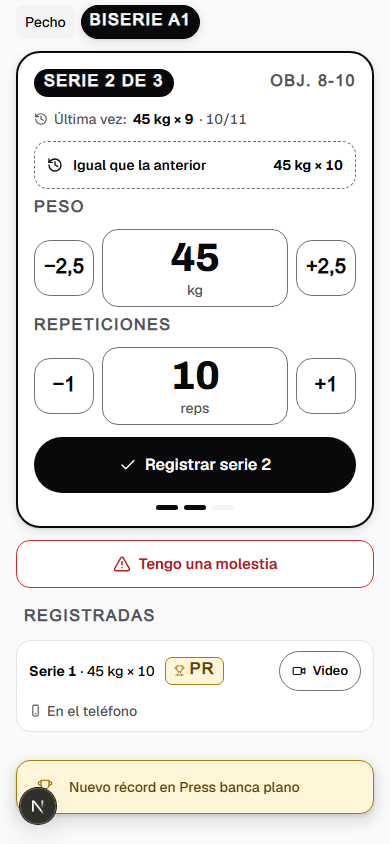 Pecho
BISERIE A1
SERIE 2 DE 3
OBJ. 8-10
Última vez: 45 kg × 9 · 10/11
Igual que la anterior
45 kg × 10
PESO
−2,5
45
kg
+2,5
REPETICIONES
−1
10
reps
+1
Registrar serie 2
Tengo una molestia
REGISTRADAS
Serie 1 · 45 kg × 10
PR
Video
En el teléfono
Nuevo récord en Press banca plano
N